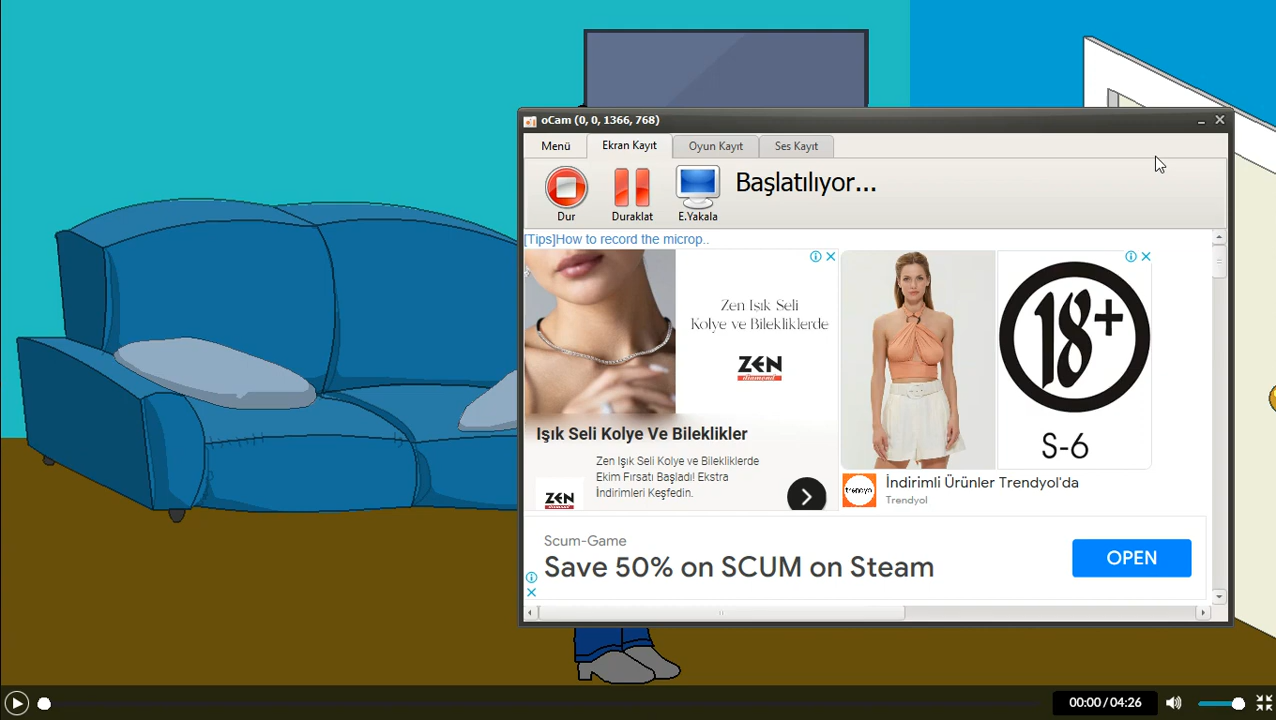 oCam (0, 0, 1366, 768)
Menü
Ekran Kayıt
Oyun Kayıt
Ses Kayıt
Dur
Duraklat
E.Yakala
Başlatılıyor...
[Tips]How to record the microp..
Zen Işık Seli
Kolye ve Bilekliklerde
ZEN
diamond
Işık Seli Kolye Ve Bileklikler
Zen Işık Seli Kolye ve Bilekliklerde
Ekim Fırsatı Başladı! Ekstra
İndirimleri Keşfedin.
ZEN
18+
S-6
trendyo
İndirimli Ürünler Trendyol'da
Trendyol
Scum-Game
Save 50% on SCUM on Steam
OPEN
00:00 / 04:26